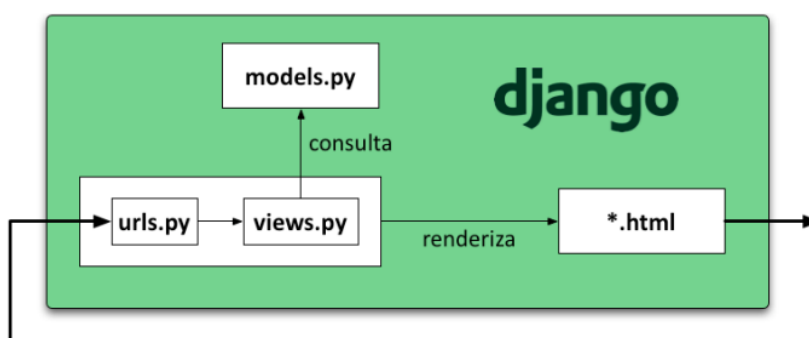 models.py
django
consulta
urls.py
views.py
renderiza
*.html